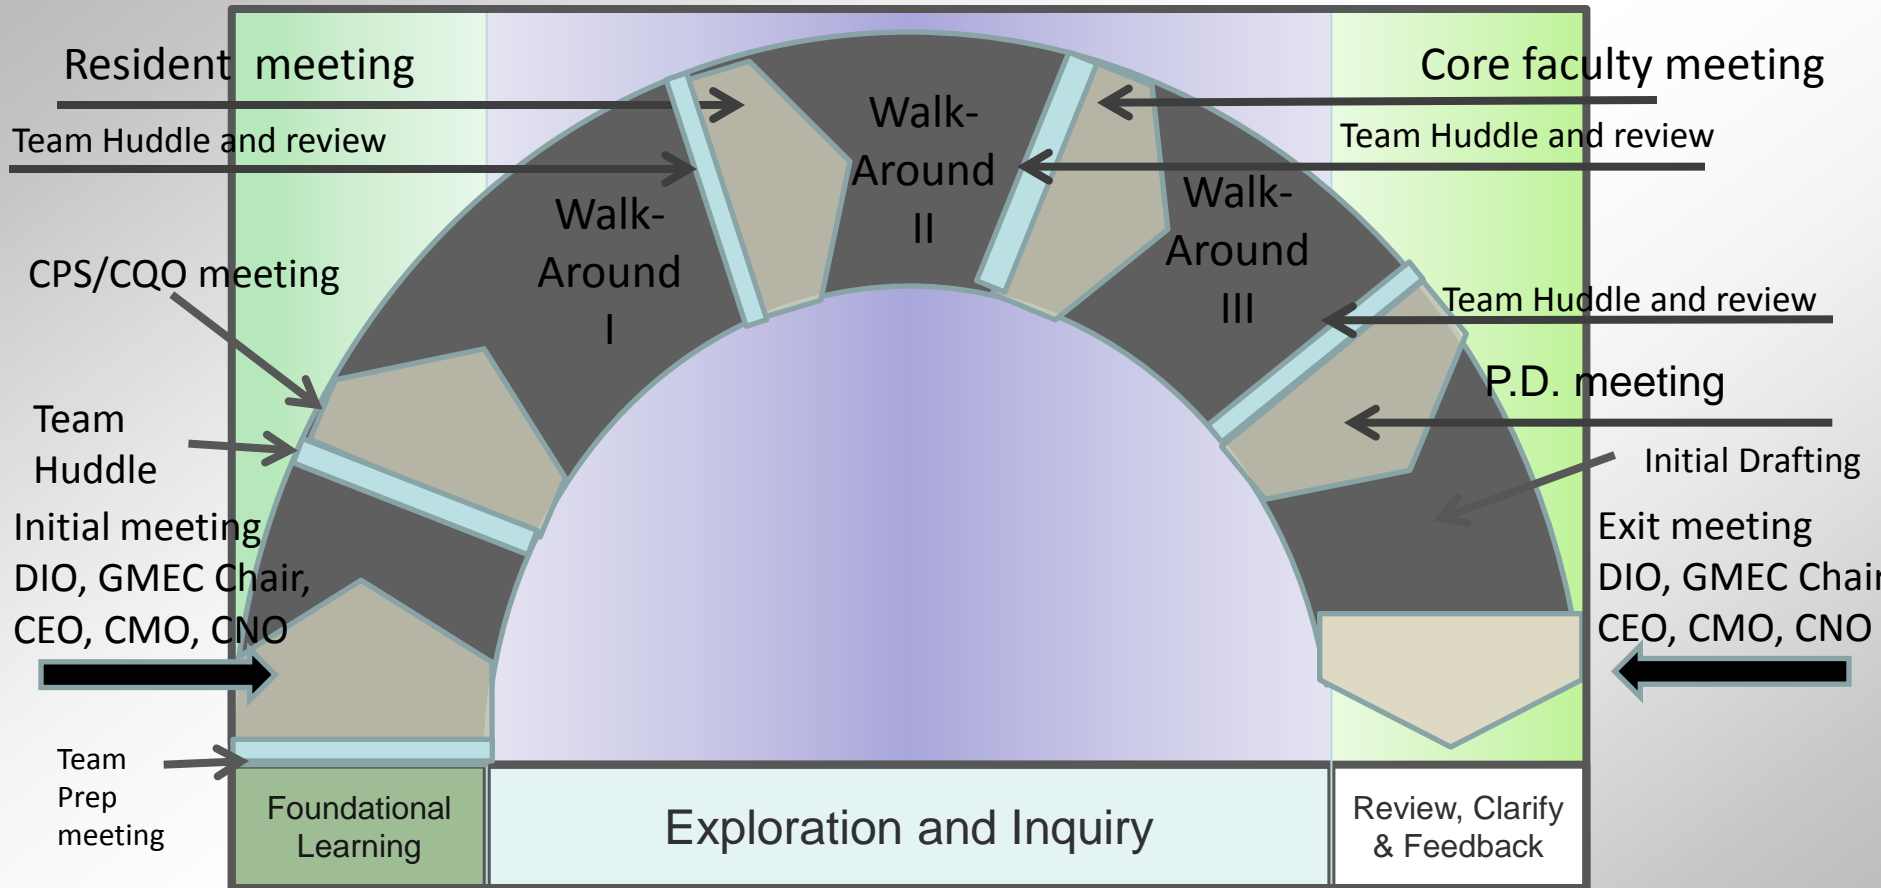 Resident meeting
Team Huddle and review
CPS/CQO meeting
Team
Huddle
Initial meeting
DIO, GMEC Chair,
CEO, CMO, CNO
Team
Prep
meeting
Walk-
Around
I
Walk-
Around
II
Walk-
Around
III
Core faculty meeting
Team Huddle and review
Team Huddle and review
P.D. meeting
Initial Drafting
Exit meeting
DIO, GMEC Chair
CEO, CMO, CNO
Foundational
Learning
Exploration and Inquiry
Review, Clarify
& Feedback